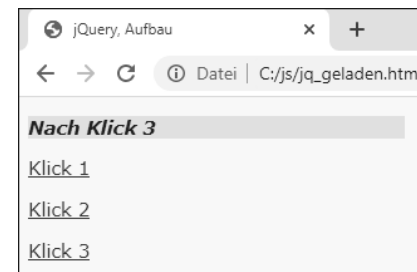 jQuery, Aufbau
Datei | C:/js/jq_geladen.htm
Nach Klick 3
Klick 1
Klick 2
Klick 3